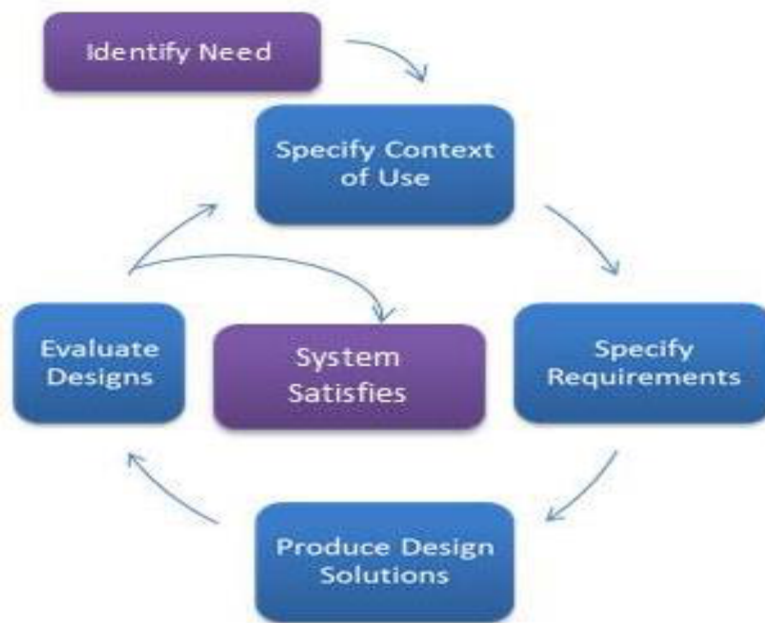 Identify Need
Specify Context
of Use
Evaluate
Designs
System
Satisfies
Specify
Requirements
Produce Design
Solutions